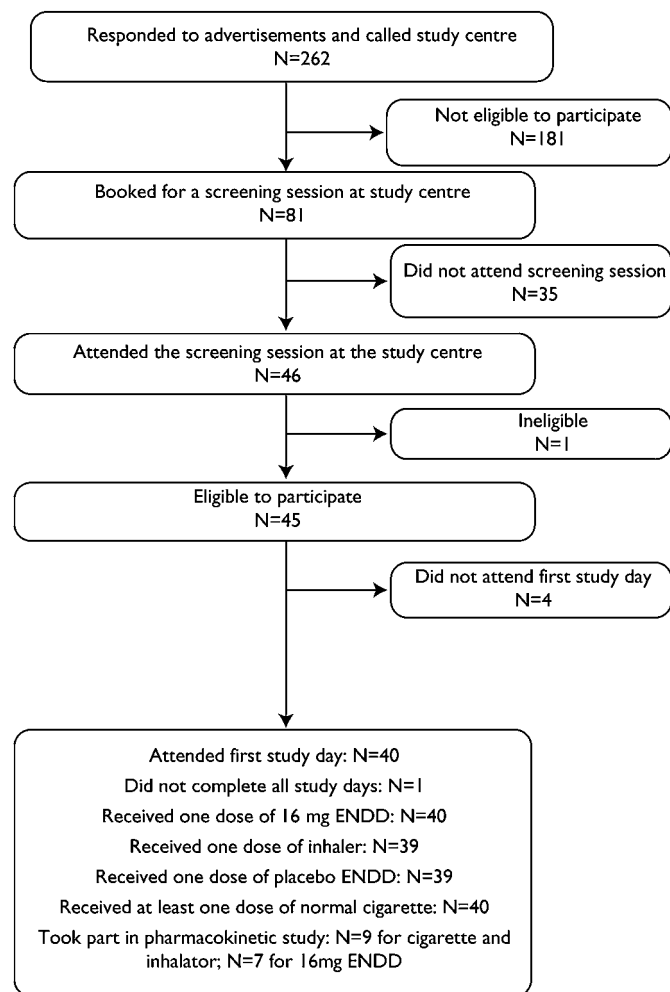 Responded to advertisements and called study centre
N=262
Not eligible to participate
N=181
Booked for a screening session at study centre
N=81
Did not attend screening session
N=35
Attended the screening session at the study centre
N=46
Ineligible
N=1
Eligible to participate
N=45
Did not attend first study day
N=4
Attended first study day: N=40
Did not complete all study days: N=1
Received one dose of 16 mg ENDD: N=40
Received one dose of inhaler: N=39
Received one dose of placebo ENDD: N=39
Received at least one dose of normal cigarette: N=40
Took part in pharmacokinetic study: N=9 for cigarette and
inhalator; N=7 for 16mg ENDD